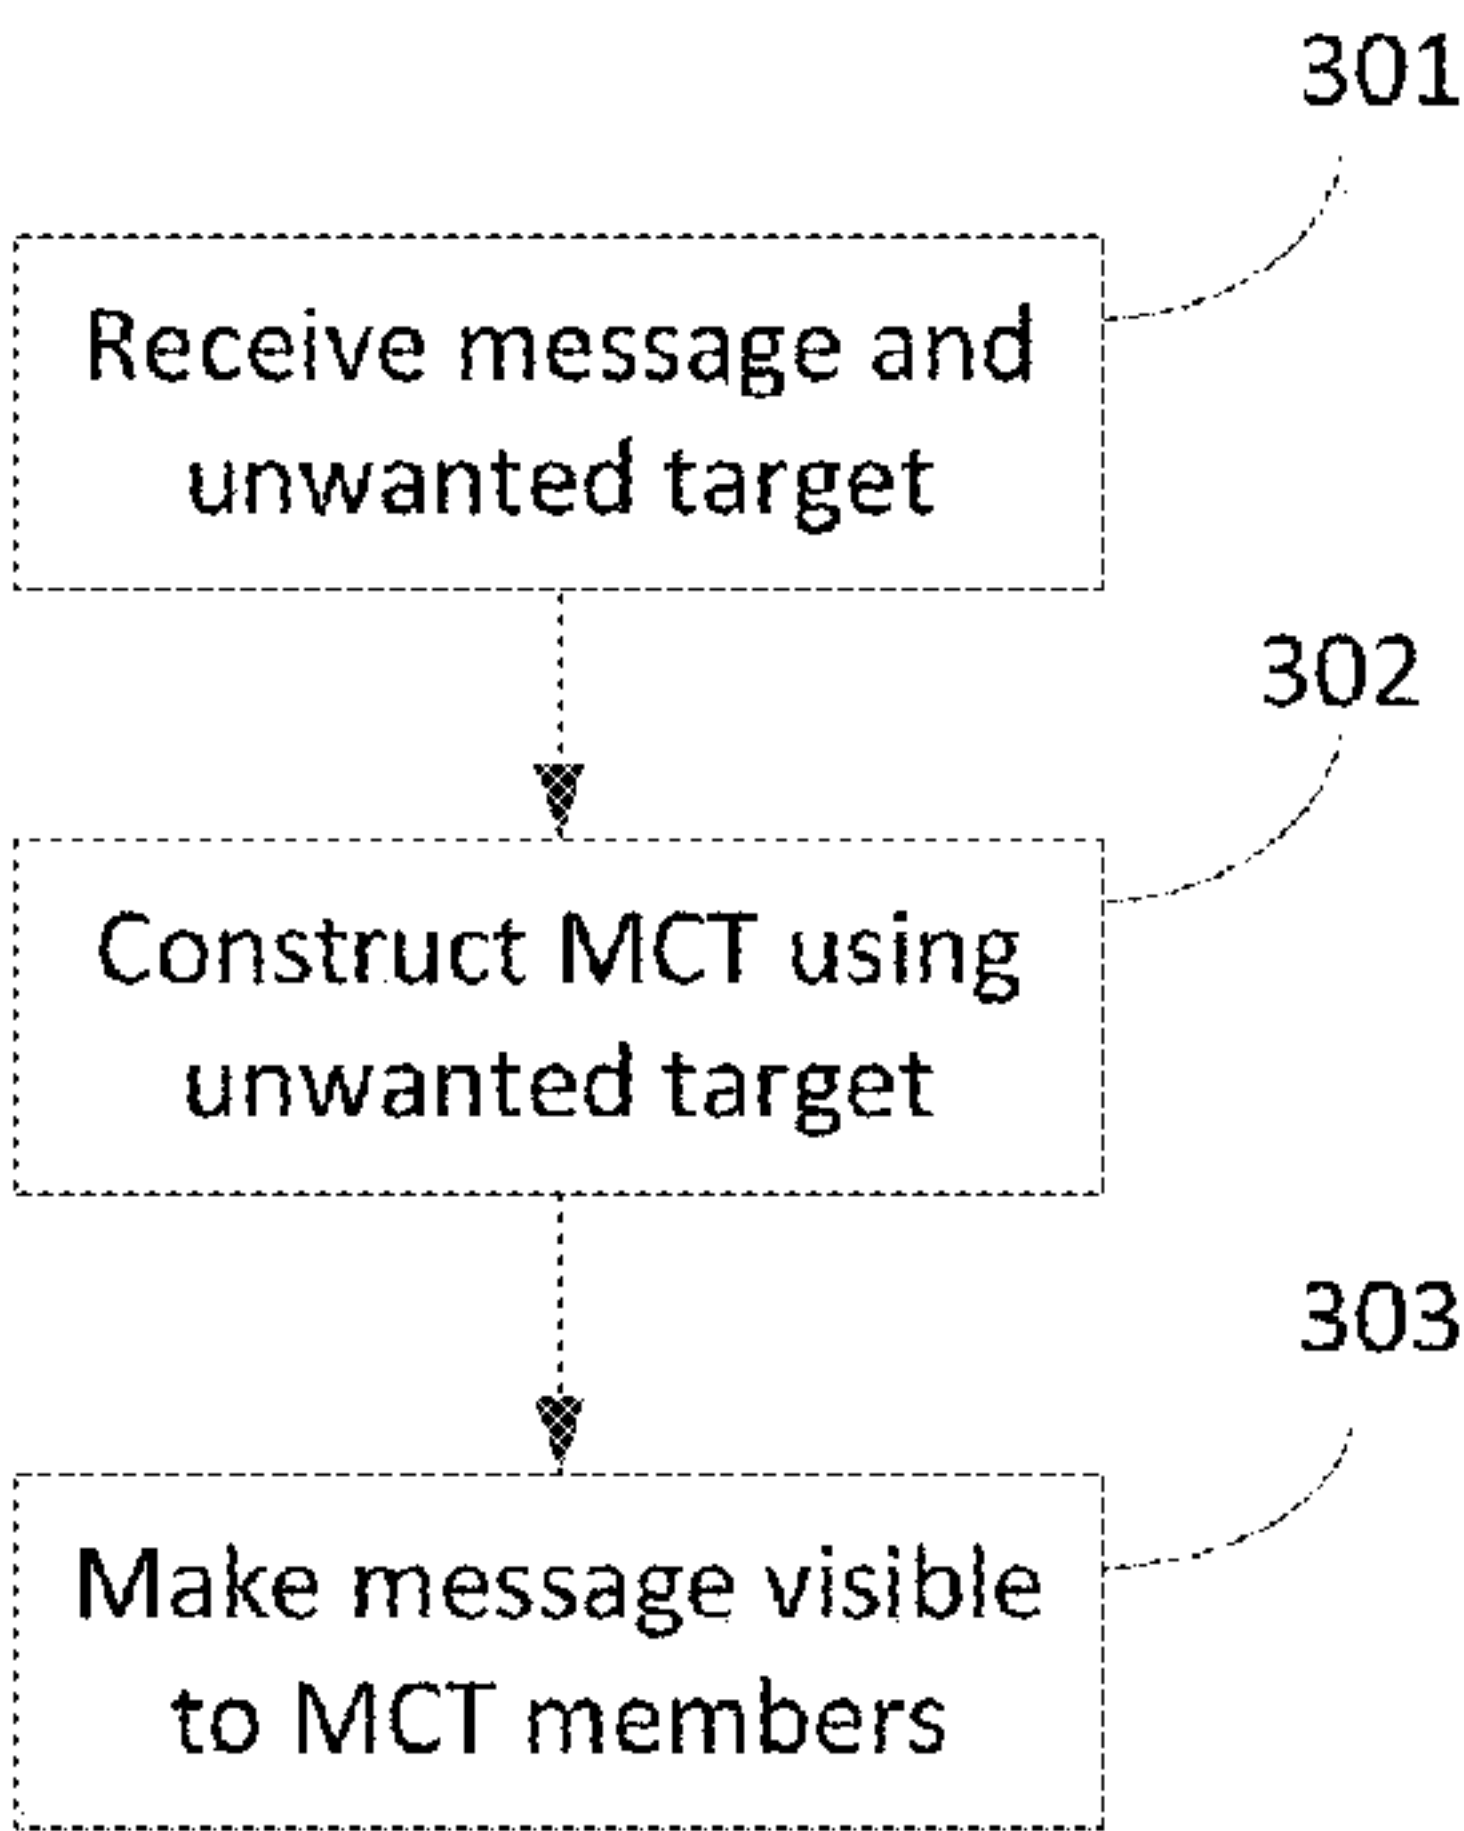 301
Receive message and
unwanted target
302
Construct MCT using
unwanted target
303
Make message visible
to MCT members